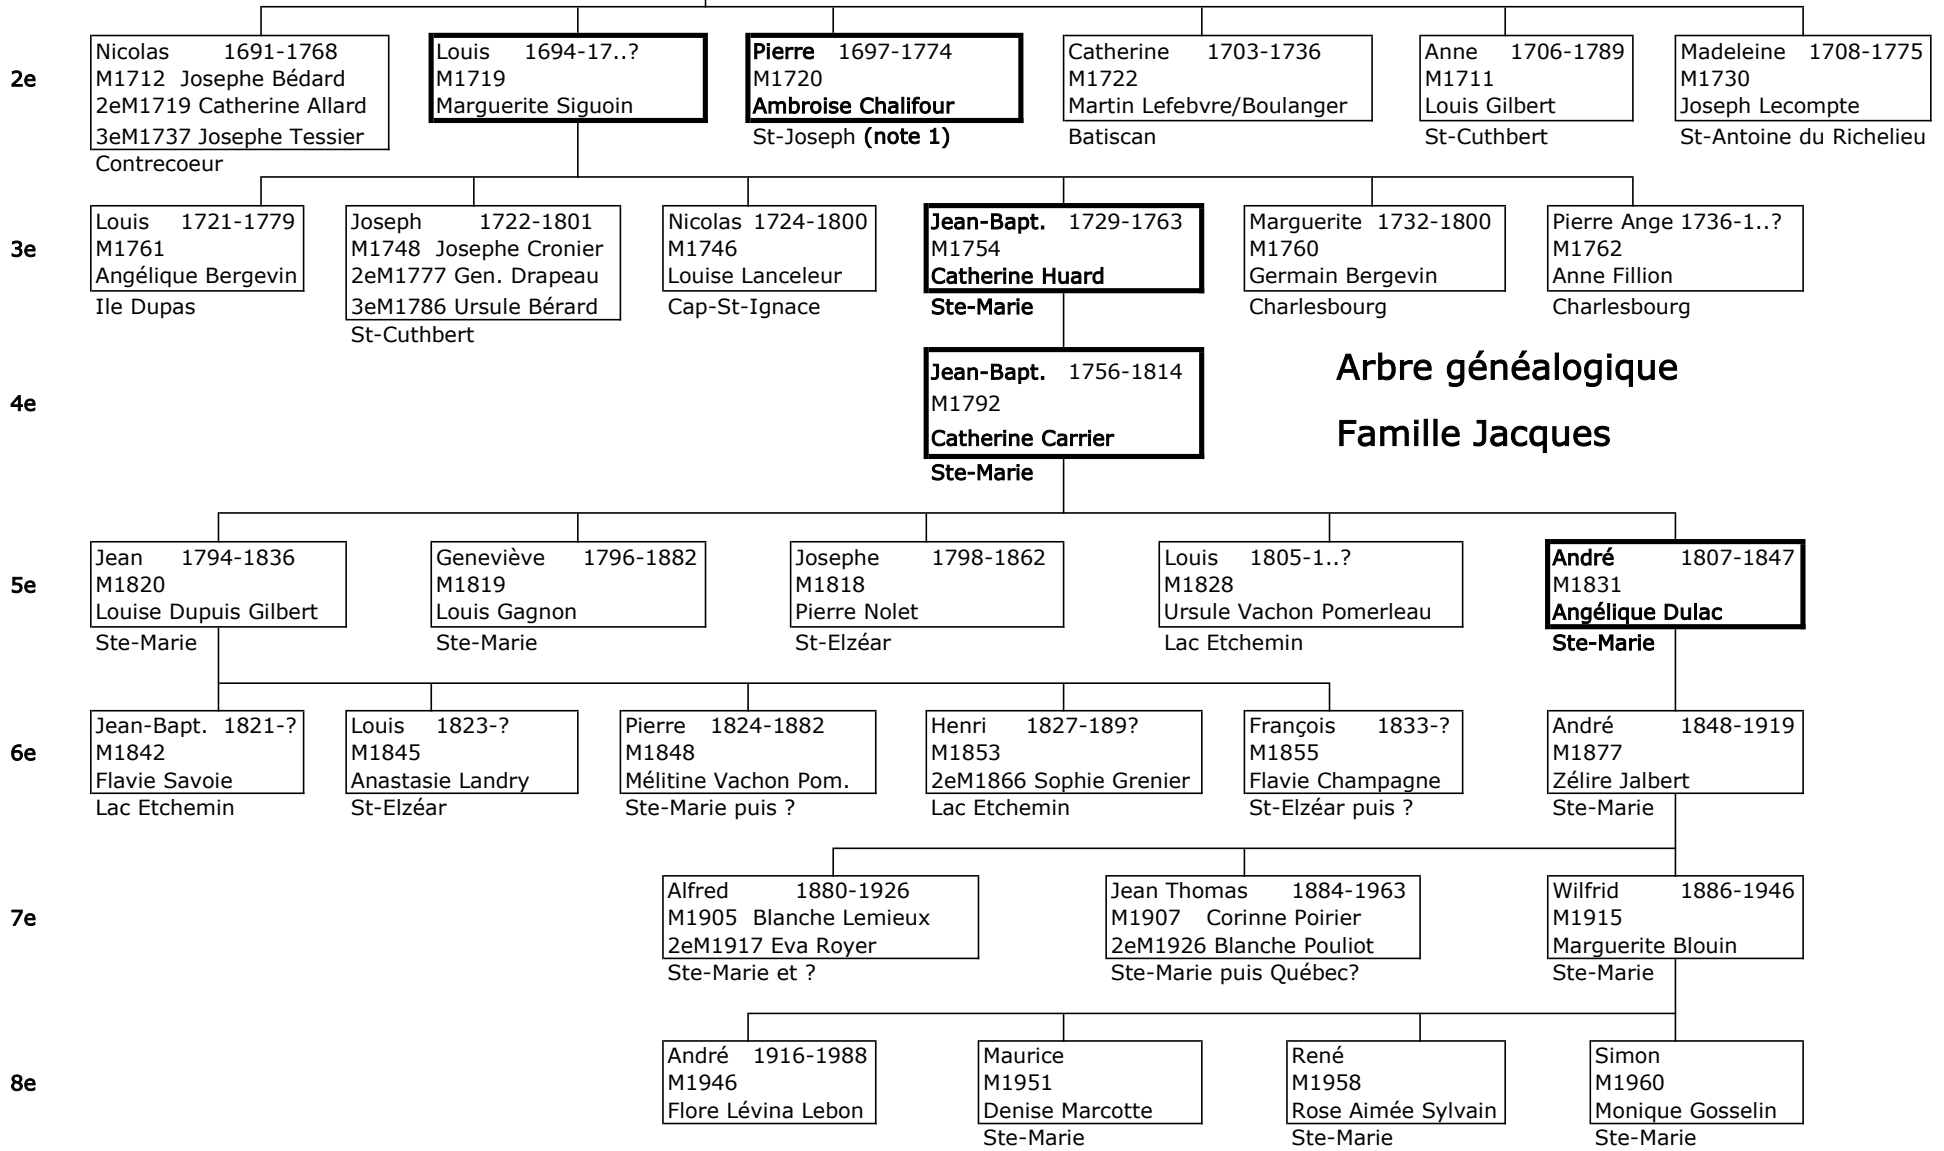 2e
Nicolas 1691-1768
M1712 Josephe Bédard
2eM1719 Catherine Allard
3eM1737 Josephe Tessier
Contrecoeur
Louis 1694-17..?
M1719
Marguerite Siguoin
Pierre 1697-1774
M1720
Ambroise Chalifour
St-Joseph (note 1)
Catherine 1703-1736
M1722
Martin Lefebvre/Boulanger
Batiscan
Anne 1706-1789
M1711
Louis Gilbert
St-Cuthbert
Madeleine 1708-1775
M1730
Joseph Lecompte
St-Antoine du Richelieu
3e
Louis 1721-1779
M1761
Angélique Bergevin
Ile Dupas
Joseph 1722-1801
M1748 Josephe Cronier
2eM1777 Gen. Drapeau
3eM1786 Ursule Bérard
St-Cuthbert
Nicolas 1724-1800
M1746
Louise Lanceleur
Cap-St-Ignace
Jean-Bapt. 1729-1763
M1754
Catherine Huard
Ste-Marie
Marguerite 1732-1800
M1760
Germain Bergevin
Charlesbourg
Pierre Ange 1736-1..?
M1762
Anne Fillion
Charlesbourg
4e
Jean-Bapt. 1756-1814
M1792
Catherine Carrier
Ste-Marie
Arbre généalogique
Famille Jacques
5e
Jean 1794-1836
M1820
Louise Dupuis Gilbert
Ste-Marie
Geneviève 1796-1882
M1819
Louis Gagnon
Ste-Marie
Josephe 1798-1862
M1818
Pierre Nolet
St-Elzéar
Louis 1805-1..?
M1828
Ursule Vachon Pomerleau
Lac Etchemin
André 1807-1847
M1831
Angélique Dulac
Ste-Marie
6e
Jean-Bapt. 1821-?
M1842
Flavie Savoie
Lac Etchemin
Louis 1823-?
M1845
Anastasie Landry
St-Elzéar
Pierre 1824-1882
M1848
Mélitine Vachon Pom.
Ste-Marie puis ?
Henri 1827-189?
M1853
2eM1866 Sophie Grenier
Lac Etchemin
François 1833-?
M1855
Flavie Champagne
St-Elzéar puis ?
André 1848-1919
M1877
Zélire Jalbert
Ste-Marie
7e
Alfred 1880-1926
M1905 Blanche Lemieux
2eM1917 Eva Royer
Ste-Marie et ?
Jean Thomas 1884-1963
M1907 Corinne Poirier
2eM1926 Blanche Pouliot
Ste-Marie puis Québec?
Wilfrid 1886-1946
M1915
Marguerite Blouin
Ste-Marie
8e
André 1916-1988
M1946
Flore Lévina Lebon
Maurice
M1951
Denise Marcotte
Ste-Marie
René
M1958
Rose Aimée Sylvain
Ste-Marie
Simon
M1960
Monique Gosselin
Ste-Marie